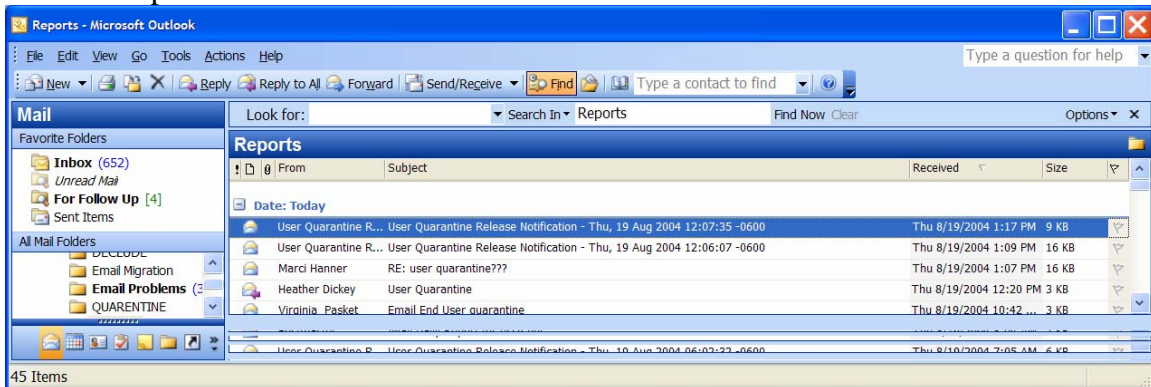 Reports - Microsoft Outlook
File Edit View Go Tools Actions Help Type a question for help
New Reply Reply to All Forward Send/Receive Find Type a contact to find
Mail Look for: Search In Reports Find Now Clear Options
Favorite Folders
Reports
Inbox (652)
! From Subject Received Size
Unread Mail
For Follow Up [4]
Date: Today
Sent Items
User Quarantine R... User Quarantine Release Notification - Thu, 19 Aug 2004 12:07:35 -0600 Thu 8/19/2004 1:17 PM 9 KB
All Mail Folders
User Quarantine R... User Quarantine Release Notification - Thu, 19 Aug 2004 12:06:07 -0600 Thu 8/19/2004 1:09 PM 16 KB
DECLUDE
Email Migration
Marci Hanner RE: user quarantine??? Thu 8/19/2004 1:07 PM 16 KB
Email Problems (3
Heather Dickey User Quarantine Thu 8/19/2004 12:20 PM 3 KB
QUARENTINE
Virginia Pasket Email End User quarantine Thu 8/19/2004 10:42 ... 3 KB
User Quarantine R User Quarantine Release Notification - Thu, 19 Aug 2004 06:02:32 -0600 Thu 8/19/2004 7:05 AM 6 KB
45 Items